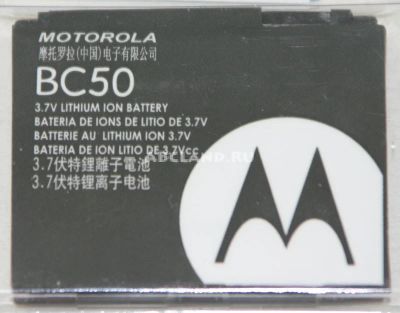 MOTOROLA
摩托罗拉(中国)电子有限公司
BC50
3.7V LITHIUM ION BATTERY
BATERIA DE IONS DE LITIO DE 3.7V
BATTERIE AU LITHIUM ION 3.7V
BATERIA DE ION DE LITIO DE 3.7Vcc
ABCLAND.RU
3.7伏特鋰離子電池
3.7伏特锂离子电池